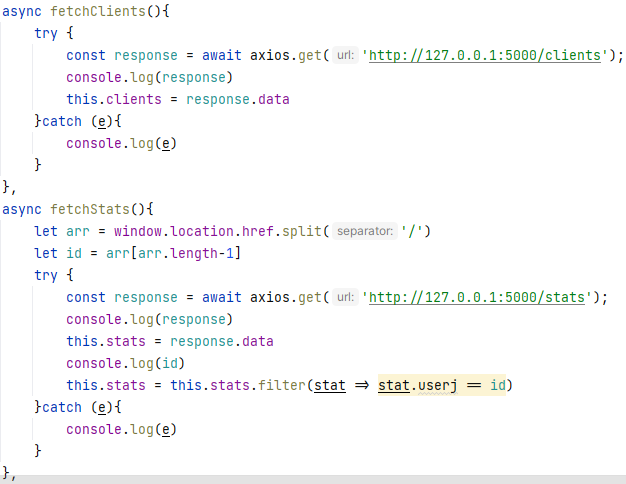 async fetchClients(){
try {
const response = await axios.get( url: 'http://127.0.0.1:5000/clients');
console.log(response)
this.clients = response.data
}catch (e){
console.log(e)
}
},
async fetchStats(){
let arr = window.location.href.split( separator: '/')
let id = arr[arr.length-1]
try {
const response = await axios.get( url: 'http://127.0.0.1:5000/stats');
console.log(response)
this.stats = response.data
console.log(id)
this.stats = this.stats.filter(stat => stat.userj == id)
}catch (e){
console.log(e)
}
},